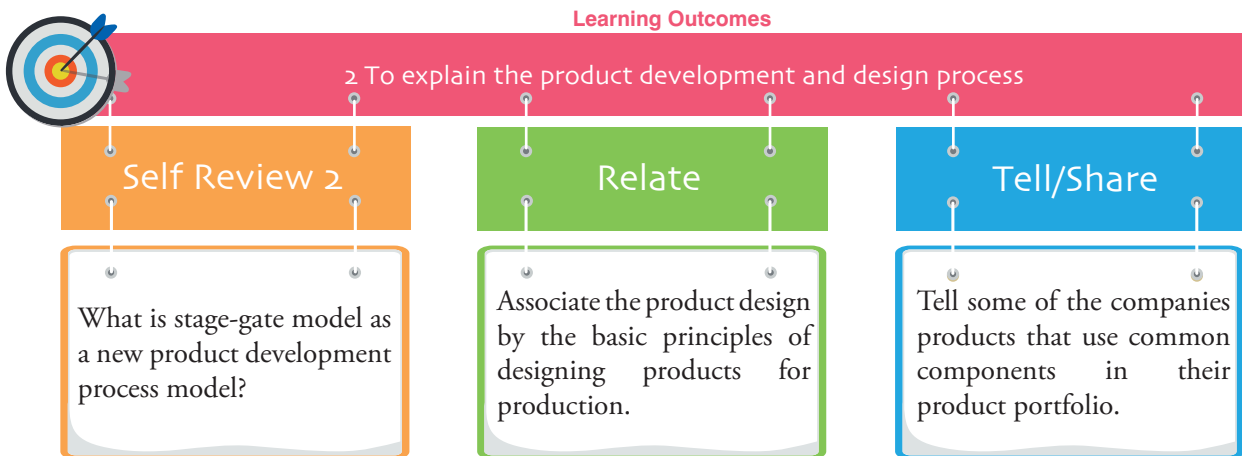 Learning Outcomes
2 To explain the product development and design process
Self Review 2
Relate
Tell/Share
What is stage-gate model as
a new product development
process model?
Associate the product design
by the basic principles of
designing products for
production.
Tell some of the companies
products that use common
components in their
product portfolio.